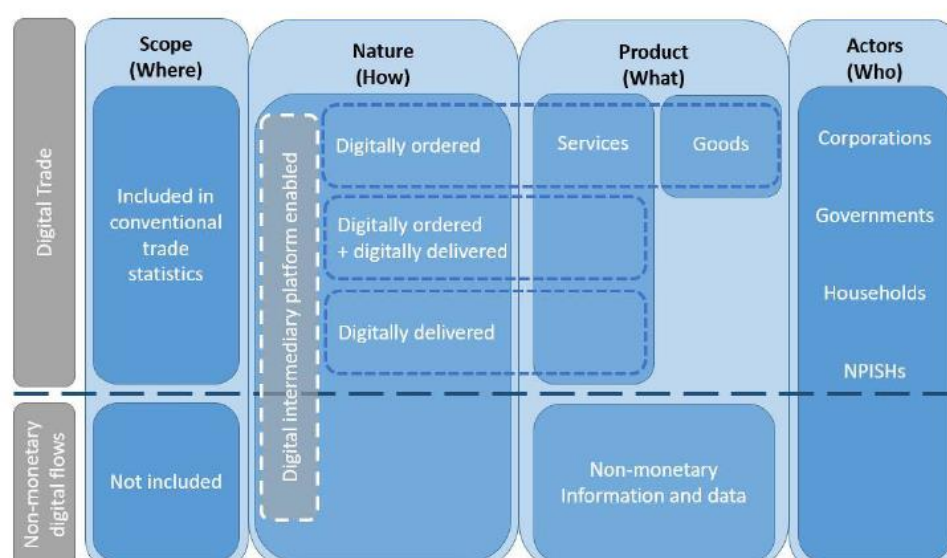 Scope
(Where)
Nature
(How)
Product
(What)
Actors
(Who)
Digital Trade
Included in
conventional
trade
statistics
Digital intermediary platform enabled
Digitally ordered
Digitally ordered
+ digitally delivered
Digitally delivered
Services
Goods
Corporations
Governments
Households
NPISHs
Non-monetary
digital flows
Not included
Non-monetary
Information and data